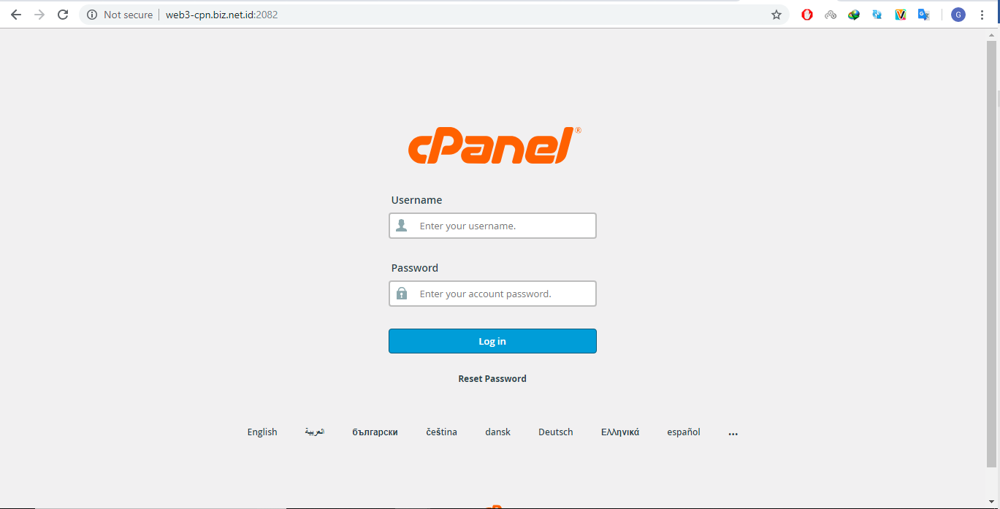 Not secure web3-cpn.biz.net.id:2082
G
cPanel®
Username
Enter your username.
Password
Enter your account password.
Log in
Reset Password
English العربية български čeština dansk Deutsch Ελληνικά español ...